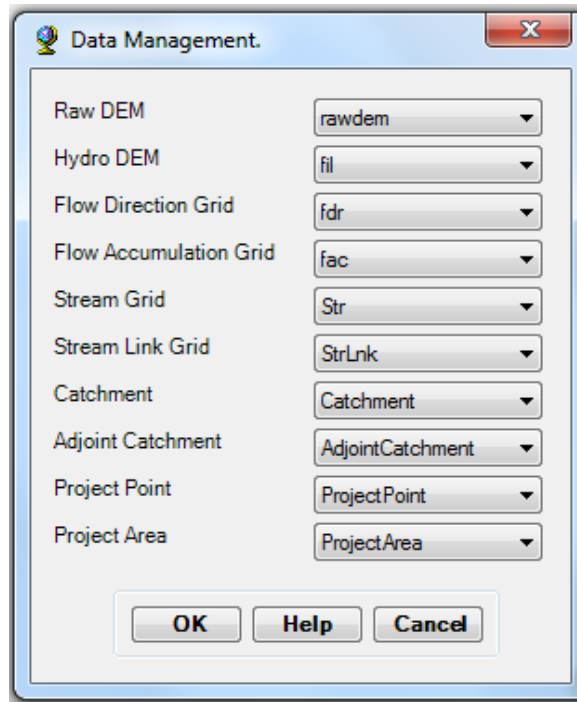 Data Management.
Raw DEM rawdem
Hydro DEM fil
Flow Direction Grid fdr
Flow Accumulation Grid fac
Stream Grid Str
Stream Link Grid StrLnk
Catchment Catchment
Adjoint Catchment AdjointCatchment
Project Point ProjectPoint
Project Area ProjectArea
OK Help Cancel